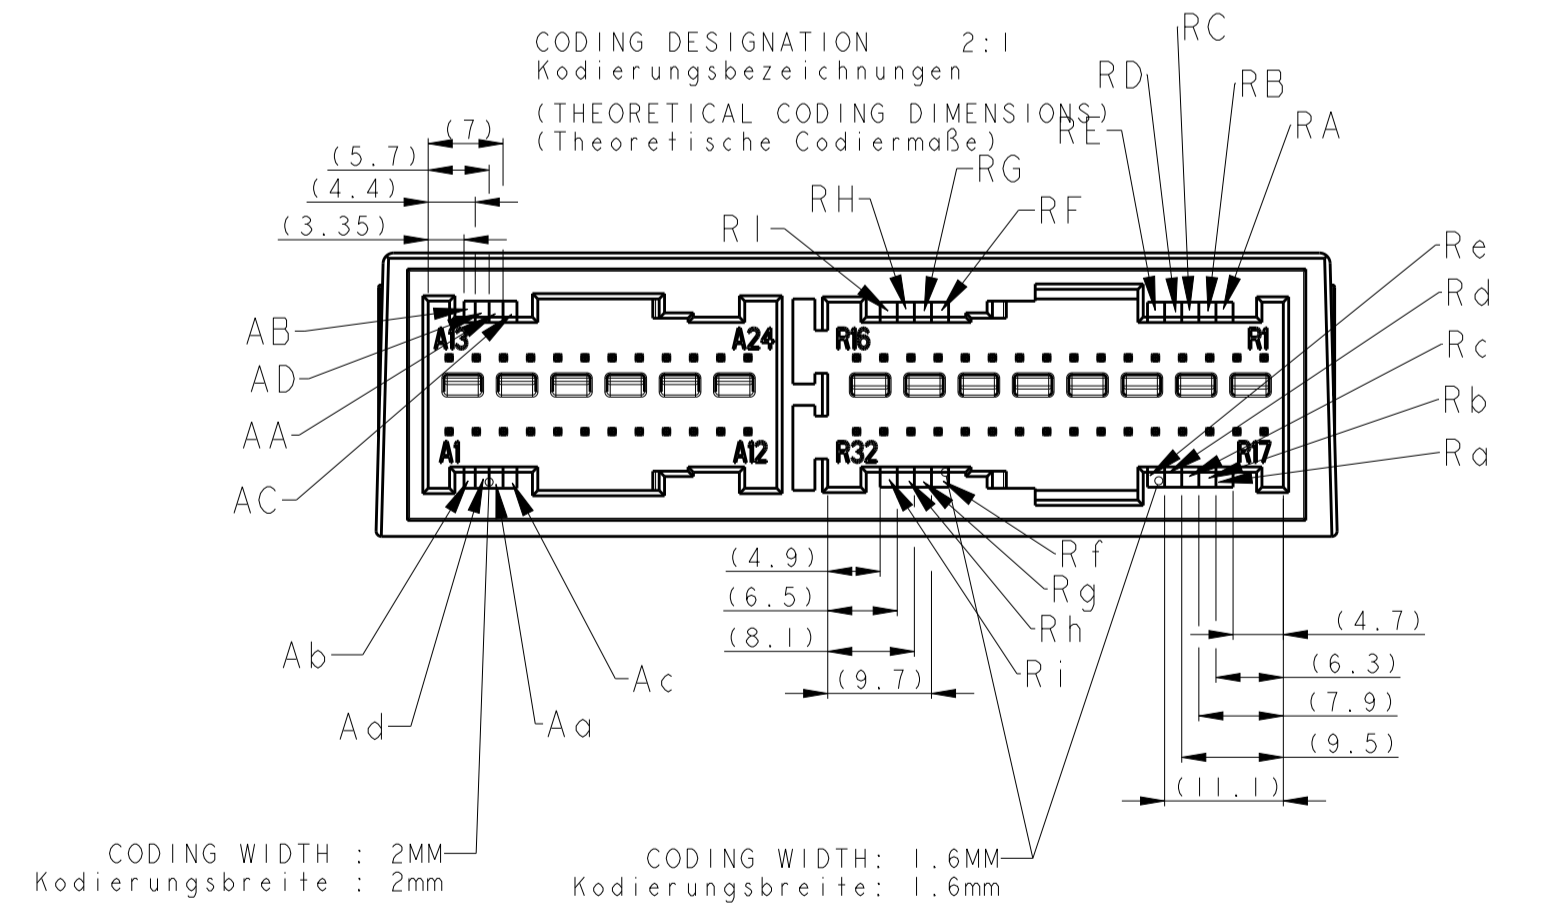 CODING DESIGNATION 2:1
Kodierungsbezeichnungen
(THEORETICAL CODING DIMENSIONS)
(Theoretische Codiermaße)
RC
RD
RB
RE
RA
(7)
(5.7)
(4.4)
(3.35)
RG
RH
RF
RI
Re
Rd
Rc
Rb
Ra
AB
AD
AA
AC
A13
A24
R16
R1
A1
A12
R32
R17
Ab
Ad
Aa
Ac
(4.9)
(6.5)
(8.1)
(9.7)
Rf
Rg
Rh
Ri
(4.7)
(6.3)
(7.9)
(9.5)
(11.1)
CODING WIDTH : 2MM
Kodierungsbreite : 2mm
CODING WIDTH: 1.6MM
Kodierungsbreite: 1.6mm